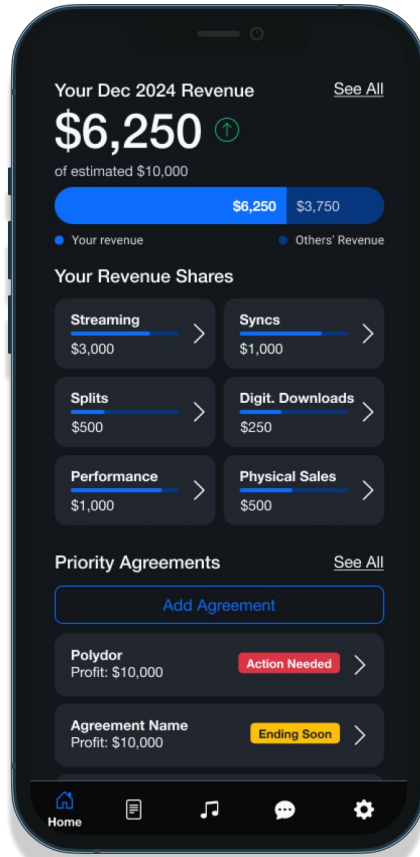 Your Dec 2024 Revenue See All
$6,250
of estimated $10,000
$6,250 $3,750
Your revenue Others' Revenue
Your Revenue Shares
Streaming
$3,000
Syncs
$1,000
Splits
$500
Digit. Downloads
$250
Performance
$1,000
Physical Sales
$500
Priority Agreements See All
Add Agreement
Polydor
Profit: $10,000
Action Needed
Agreement Name
Profit: $10,000
Ending Soon
Home